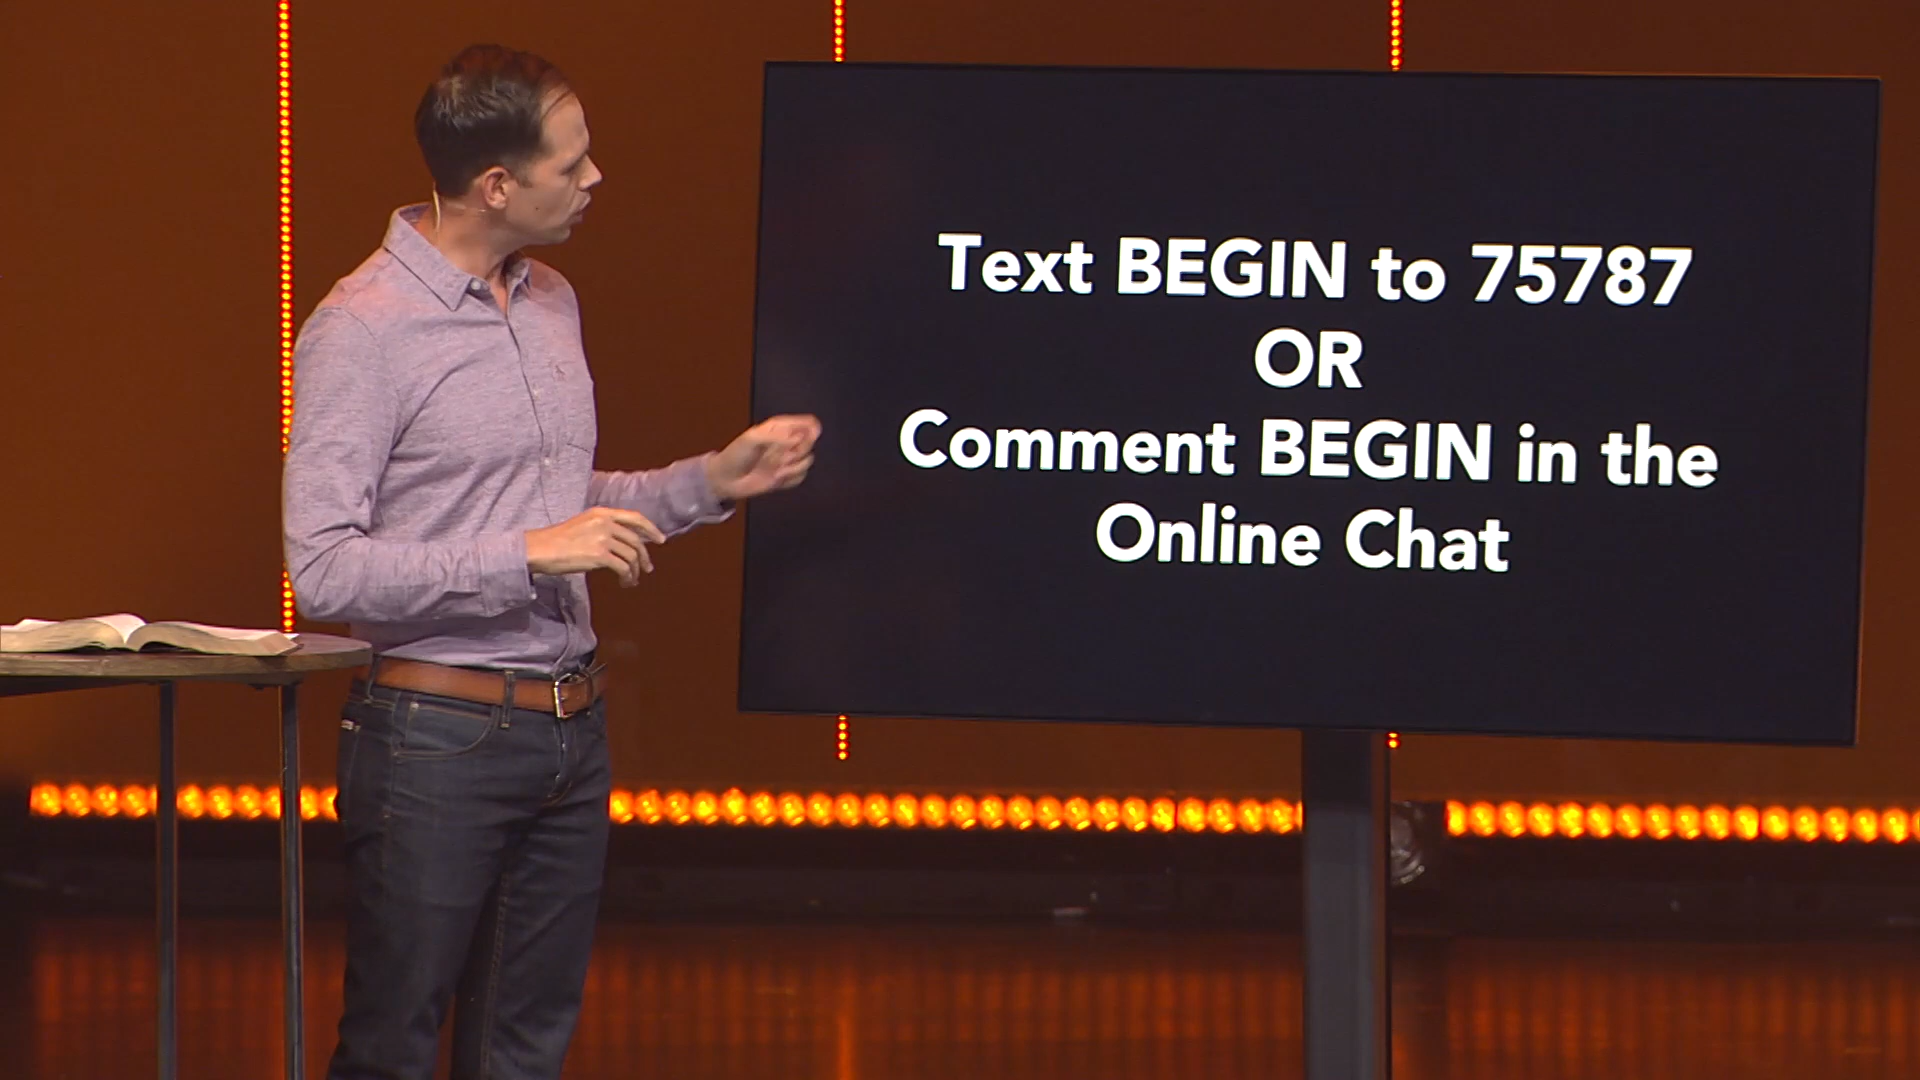 Text BEGIN to 75787
OR
Comment BEGIN in the
Online Chat